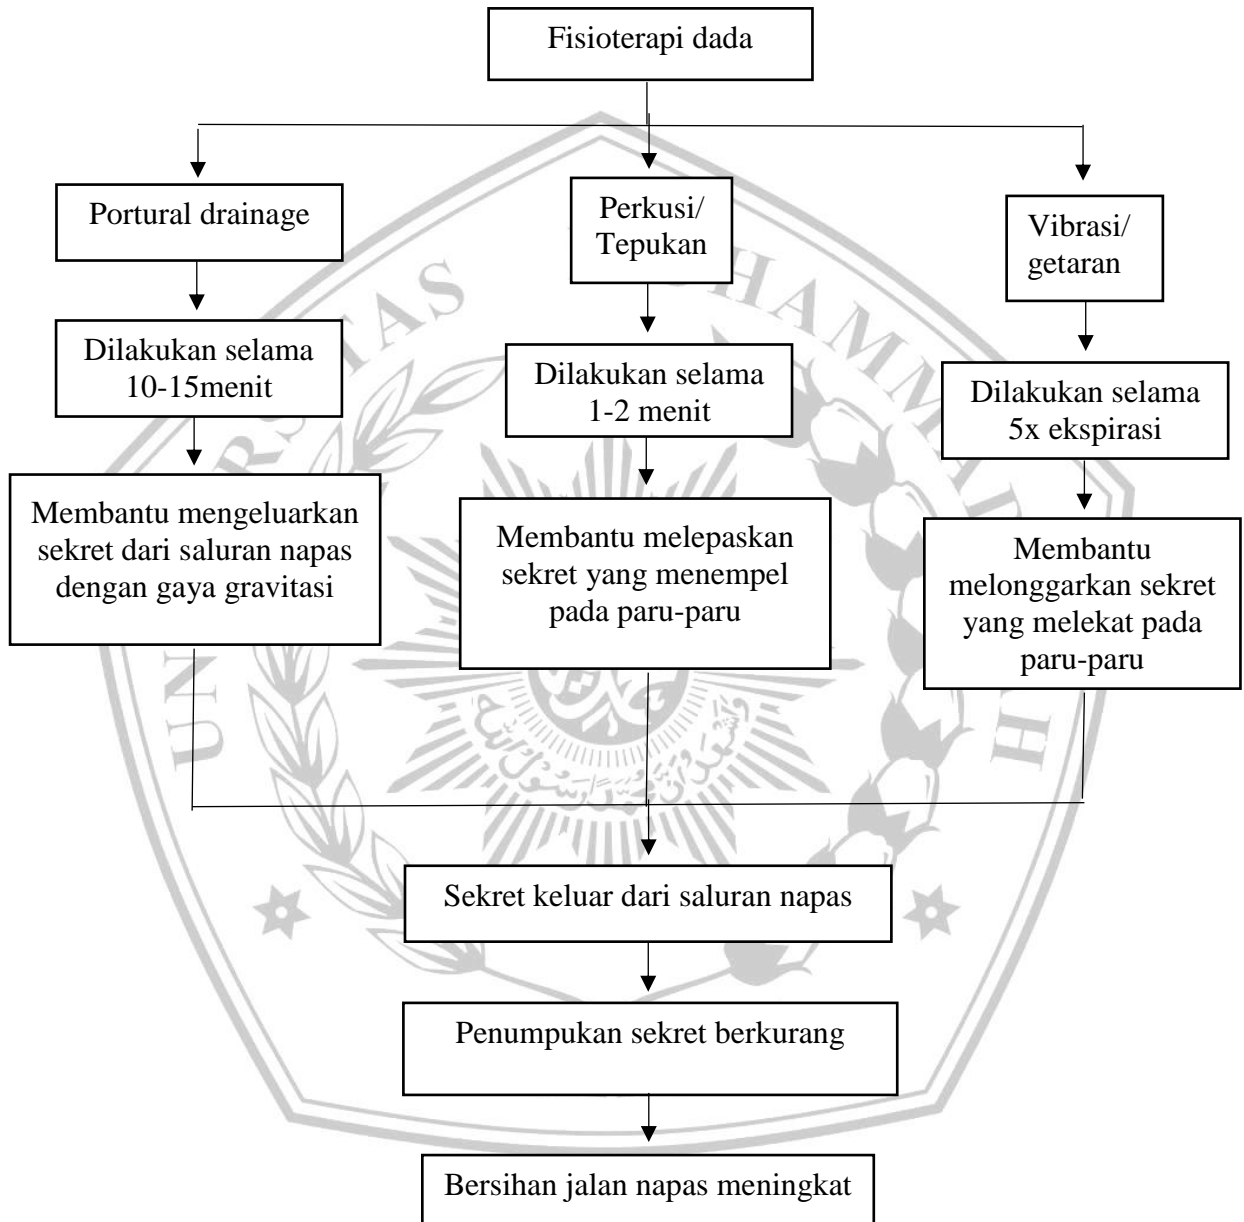 Fisioterapi dada
Portural drainage
Perkusi/
Tepukan
Vibrasi/
getaran
Dilakukan selama
10-15menit
Dilakukan selama
1-2 menit
Dilakukan selama
5x ekspirasi
Membantu mengeluarkan
sekret dari saluran napas
dengan gaya gravitasi
Membantu melepaskan
sekret yang menempel
pada paru-paru
Membantu
melonggarkan sekret
yang melekat pada
paru-paru
Sekret keluar dari saluran napas
Penumpukan sekret berkurang
Bersihan jalan napas meningkat